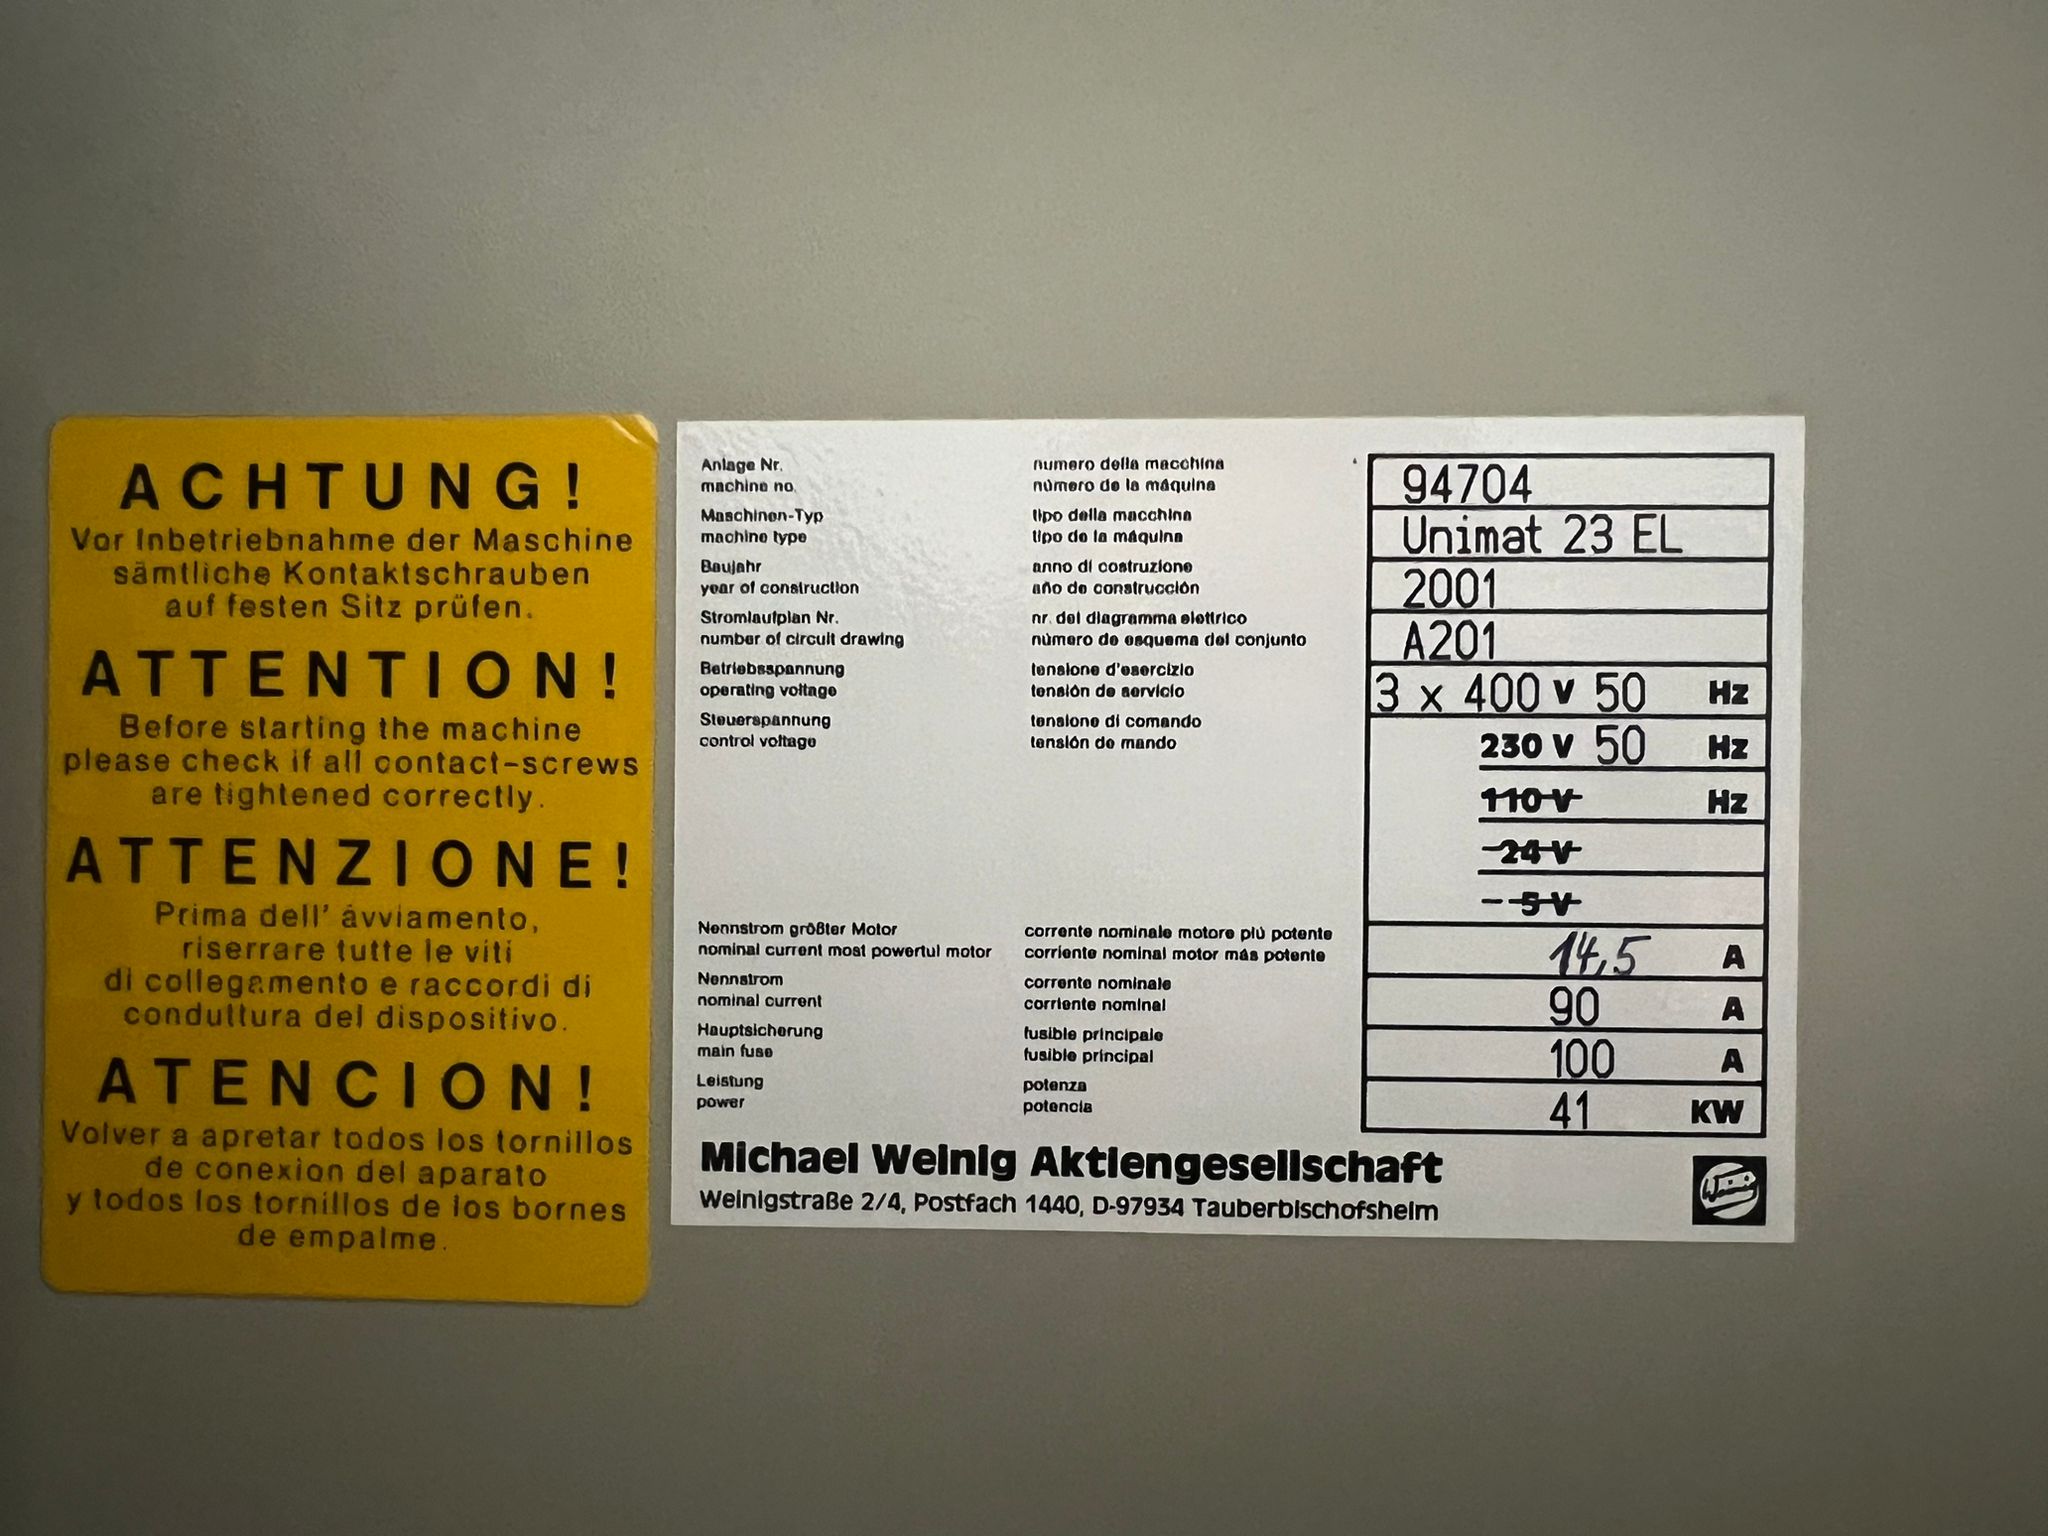 ACHTUNG!
Vor Inbetriebnahme der Maschine
sämtliche Kontaktschrauben
auf festen Sitz prüfen.
ATTENTION!
Before starting the machine
please check if all contact-screws
are tightened correctly.
ATTENZIONE!
Prima dell' avviamento,
riserrare tutte le viti
di collegamento e raccordi di
conduttura del dispositivo.
ATENCION!
Volver a apretar todos los tornillos
de conexion del aparato
y todos los tornillos de los bornes
de empalme.
Anlage Nr. numero della macchina
machine no. número de la máquina
94704
Maschinen-Typ tipo della macchina
machine type tipo de la máquina
Unimat 23 EL
Baujahr anno di costruzione
year of construction año de construcción
2001
Stromlaufplan Nr. nr. del diagramma elettrico
number of circuit drawing número de esquema del conjunto
A201
Betriebsspannung tensione d'esercizio
operating voltage tensión de servicio
3 x 400 V 50 Hz
Steuerspannung tensione di comando
control voltage tensión de mando
230 V 50 Hz
110 V Hz
24 V
5 V
Nennstrom größter Motor corrente nominale motore più potente
nominal current most powerful motor corriente nominal motor más potente
14,5 A
Nennstrom corrente nominale
nominal current corriente nominal
90 A
Hauptsicherung fusible principale
main fuse fusible principal
100 A
Leistung potenza
power potencia
41 KW
Michael Weinig Aktiengesellschaft
Weinigstraße 2/4, Postfach 1440, D-97934 Tauberbischofsheim
Weinig